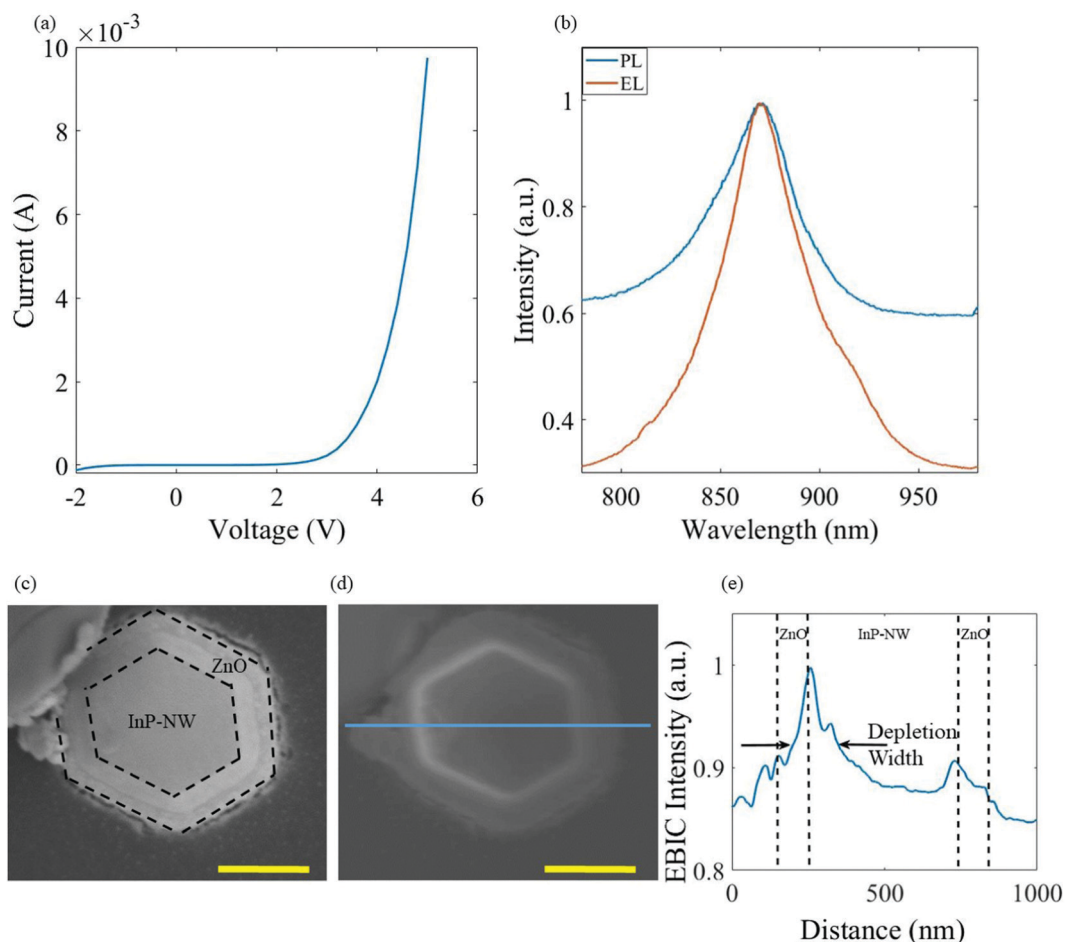 (a)
×10⁻³
10
8
6
4
2
0
Current (A)
-2
0
2
4
6
Voltage (V)
(b)
PL
EL
1
0.8
0.6
0.4
Intensity (a.u.)
800
850
900
950
Wavelength (nm)
(c)
ZnO
InP-NW
(d)
(e)
ZnO
InP-NW
ZnO
1
0.9
0.8
EBIC Intensity (a.u.)
Depletion
Width
0
500
1000
Distance (nm)